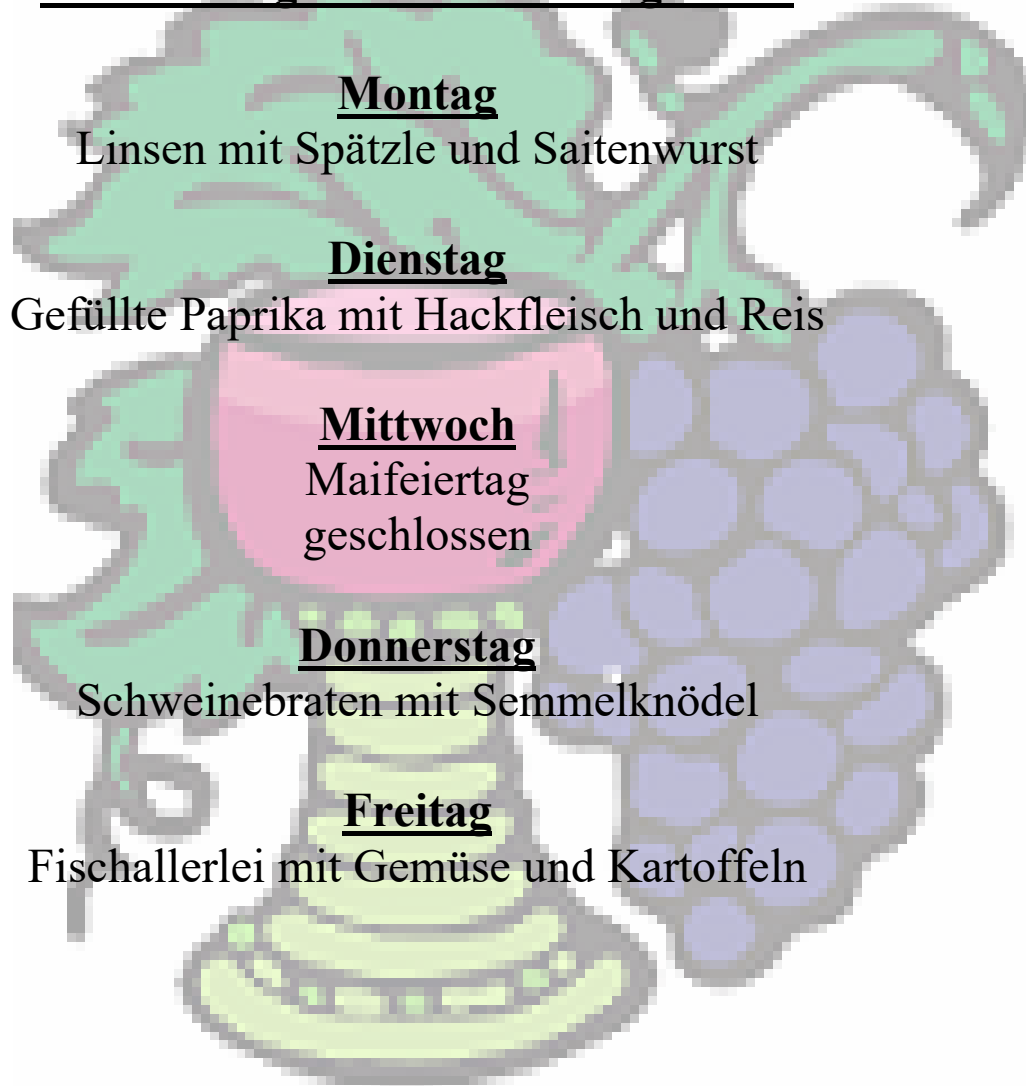 Montag
Linsen mit Spätzle und Saitenwurst
Dienstag
Gefüllte Paprika mit Hackfleisch und Reis
Mittwoch
Maifeiertag
geschlossen
Donnerstag
Schweinebraten mit Semmelknödel
Freitag
Fischallerlei mit Gemüse und Kartoffeln